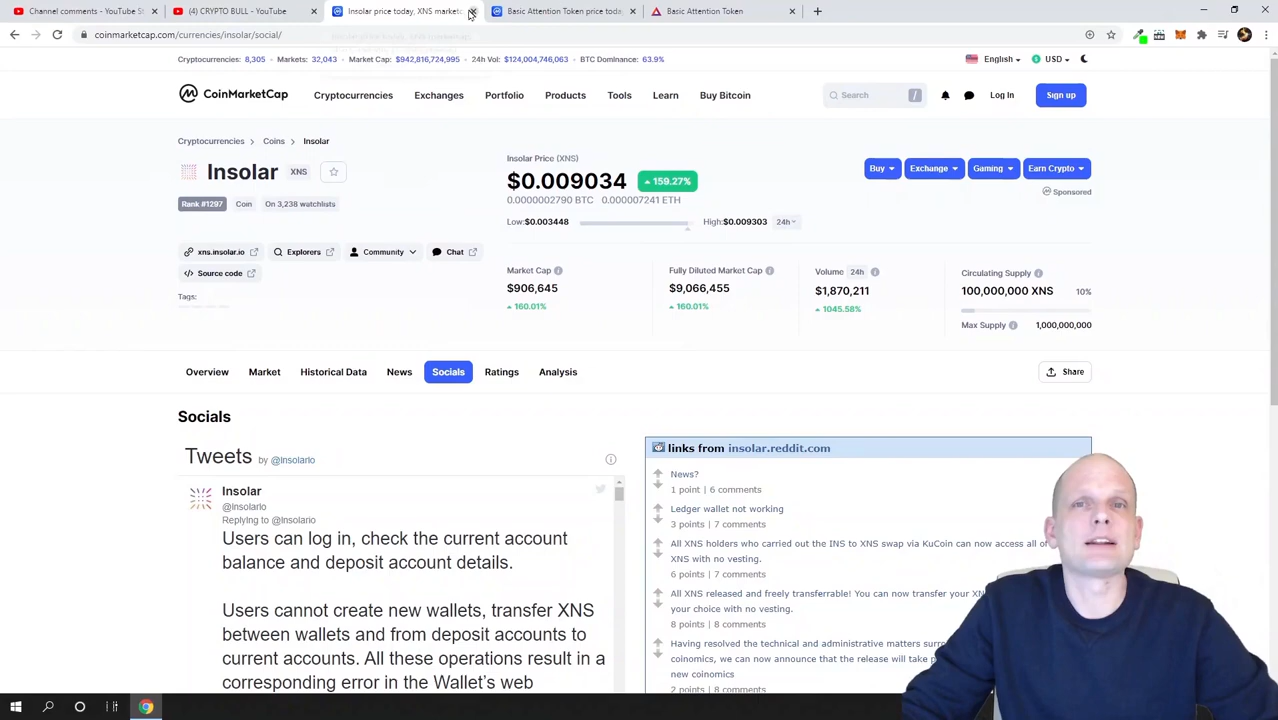 Channel comments - YouTube St
(4) CRYPTO BULL - YouTube
Insolar price today, XNS marketc
Basic Attention Token price today,
Basic Attention Token
coinmarketcap.com/currencies/insolar/social/
Cryptocurrencies: 8,305 Markets: 32,043 Market Cap: $942,816,724,995 24h Vol: $124,004,746,063 BTC Dominance: 63.9%
English USD
CoinMarketCap Cryptocurrencies Exchanges Portfolio Products Tools Learn Buy Bitcoin Search / Log In Sign up
Cryptocurrencies > Coins > Insolar
Insolar XNS
Rank #1297 Coin On 3,238 watchlists
xns.insolar.io Explorers Community Chat
Source code
Tags:
Insolar Price (XNS)
$0.009034 159.27%
0.0000002790 BTC 0.000007241 ETH
Low:$0.003448 High:$0.009303 24h
Buy Exchange Gaming Earn Crypto
Sponsored
Market Cap
$906,645
160.01%
Fully Diluted Market Cap
$9,066,455
160.01%
Volume 24h
$1,870,211
1045.58%
Circulating Supply
100,000,000 XNS 10%
Max Supply 1,000,000,000
Overview Market Historical Data News Socials Ratings Analysis Share
Socials
Tweets by @Insolario
Insolar
@Insolario
Replying to @Insolario
Users can log in, check the current account
balance and deposit account details.
Users cannot create new wallets, transfer XNS
between wallets and from deposit accounts to
current accounts. All these operations result in a
corresponding error in the Wallet's web
links from insolar.reddit.com
News?
1 point | 6 comments
Ledger wallet not working
3 points | 7 comments
All XNS holders who carried out the INS to XNS swap via KuCoin can now access all of
XNS with no vesting.
6 points | 7 comments
All XNS released and freely transferrable! You can now transfer your XN
your choice with no vesting.
8 points | 8 comments
Having resolved the technical and administrative matters surr
coinomics, we can now announce that the release will take p
new coinomics
2 points | 8 comments